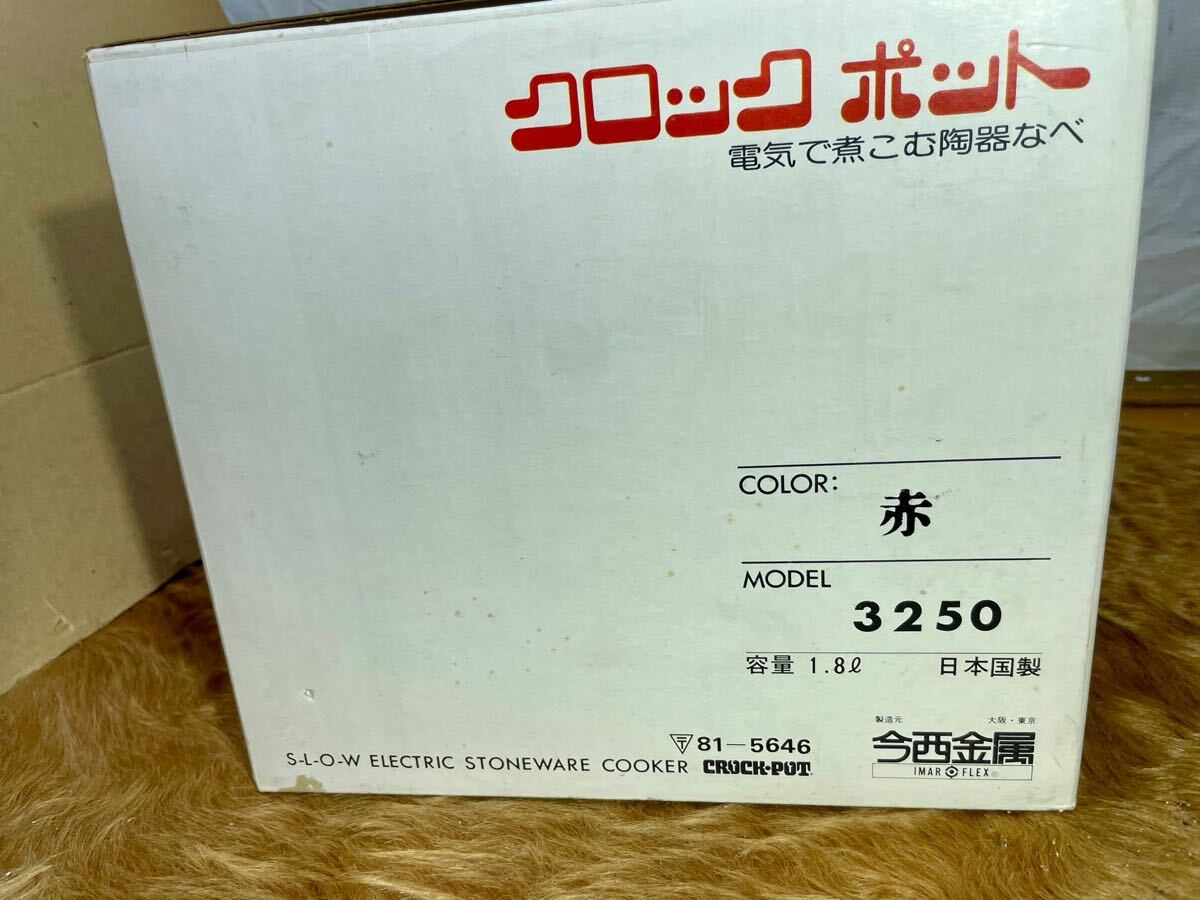 クロック ポット
電気で煮こむ陶器なべ
COLOR:
赤
MODEL
3250
容量 1.8ℓ 日本国製
製造元 大阪・東京
今西金属
IMAR FLEX
〒81-5646
S-L-O-W ELECTRIC STONEWARE COOKER CROCK-POT